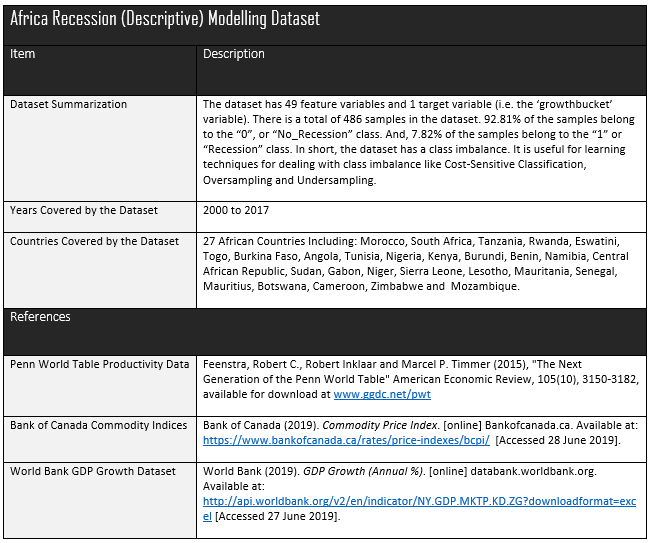 Africa Recession (Descriptive) Modelling Dataset
Item
Description
Dataset Summarization
The dataset has 49 feature variables and 1 target variable (i.e. the ‘growthbucket’
variable). There is a total of 486 samples in the dataset. 92.81% of the samples belong
to the “0”, or “No_Recession” class. And, 7.82% of the samples belong to the “1” or
“Recession” class. In short, the dataset has a class imbalance. It is useful for learning
techniques for dealing with class imbalance like Cost-Sensitive Classification,
Oversampling and Undersampling.
Years Covered by the Dataset
2000 to 2017
Countries Covered by the Dataset
27 African Countries Including: Morocco, South Africa, Tanzania, Rwanda, Eswatini,
Togo, Burkina Faso, Angola, Tunisia, Nigeria, Kenya, Burundi, Benin, Namibia, Central
African Republic, Sudan, Gabon, Niger, Sierra Leone, Lesotho, Mauritania, Senegal,
Mauritius, Botswana, Cameroon, Zimbabwe and Mozambique.
References
Penn World Table Productivity Data
Feenstra, Robert C., Robert Inklaar and Marcel P. Timmer (2015), "The Next
Generation of the Penn World Table" American Economic Review, 105(10), 3150-3182,
available for download at www.ggdc.net/pwt
Bank of Canada Commodity Indices
Bank of Canada (2019). Commodity Price Index. [online] Bankofcanada.ca. Available at:
https://www.bankofcanada.ca/rates/price-indexes/bcpi/ [Accessed 28 June 2019].
World Bank GDP Growth Dataset
World Bank (2019). GDP Growth (Annual %). [online] databank.worldbank.org.
Available at:
http://api.worldbank.org/v2/en/indicator/NY.GDP.MKTP.KD.ZG?downloadformat=exc
el [Accessed 27 June 2019].